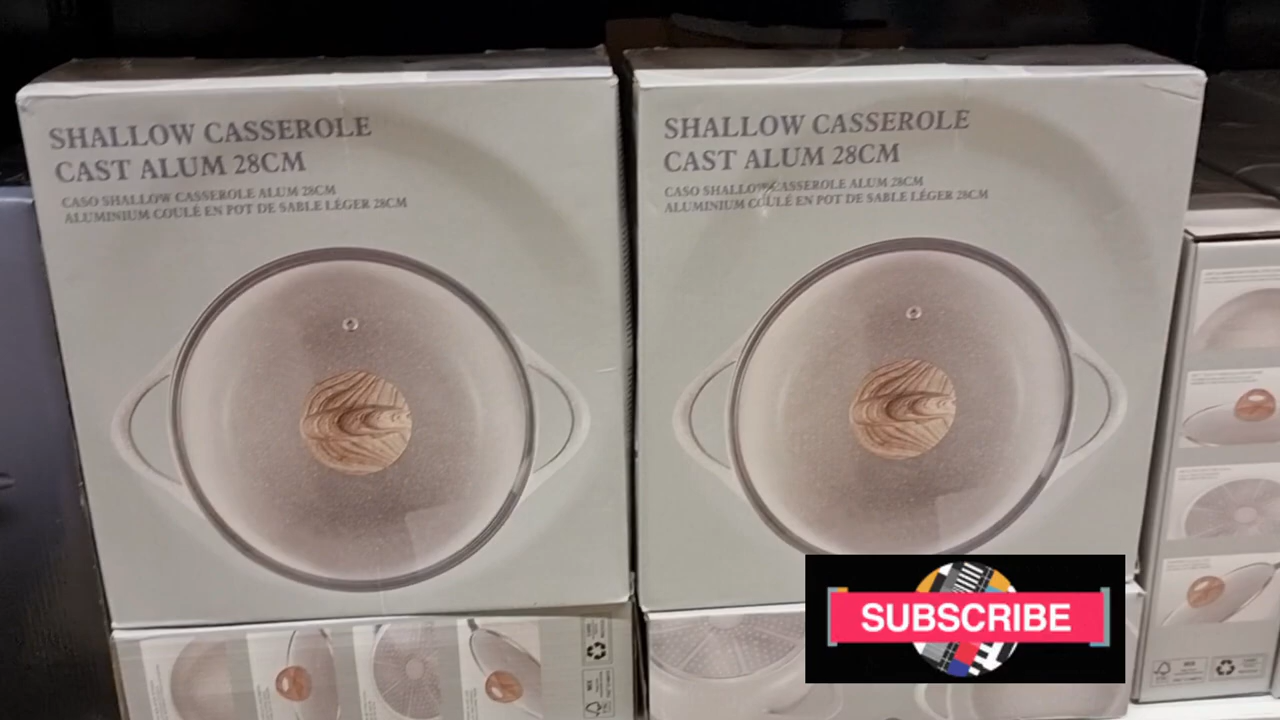 SHALLOW CASSEROLE
CAST ALUM 28CM
CASO SHALLOW CASSEROLE ALUM 28CM
ALUMINIUM COULÉ EN POT DE SABLE LÉGER 28CM
SHALLOW CASSEROLE
CAST ALUM 28CM
CASO SHALLOW CASSEROLE ALUM 28CM
ALUMINIUM COULÉ EN POT DE SABLE LÉGER 28CM
SUBSCRIBE